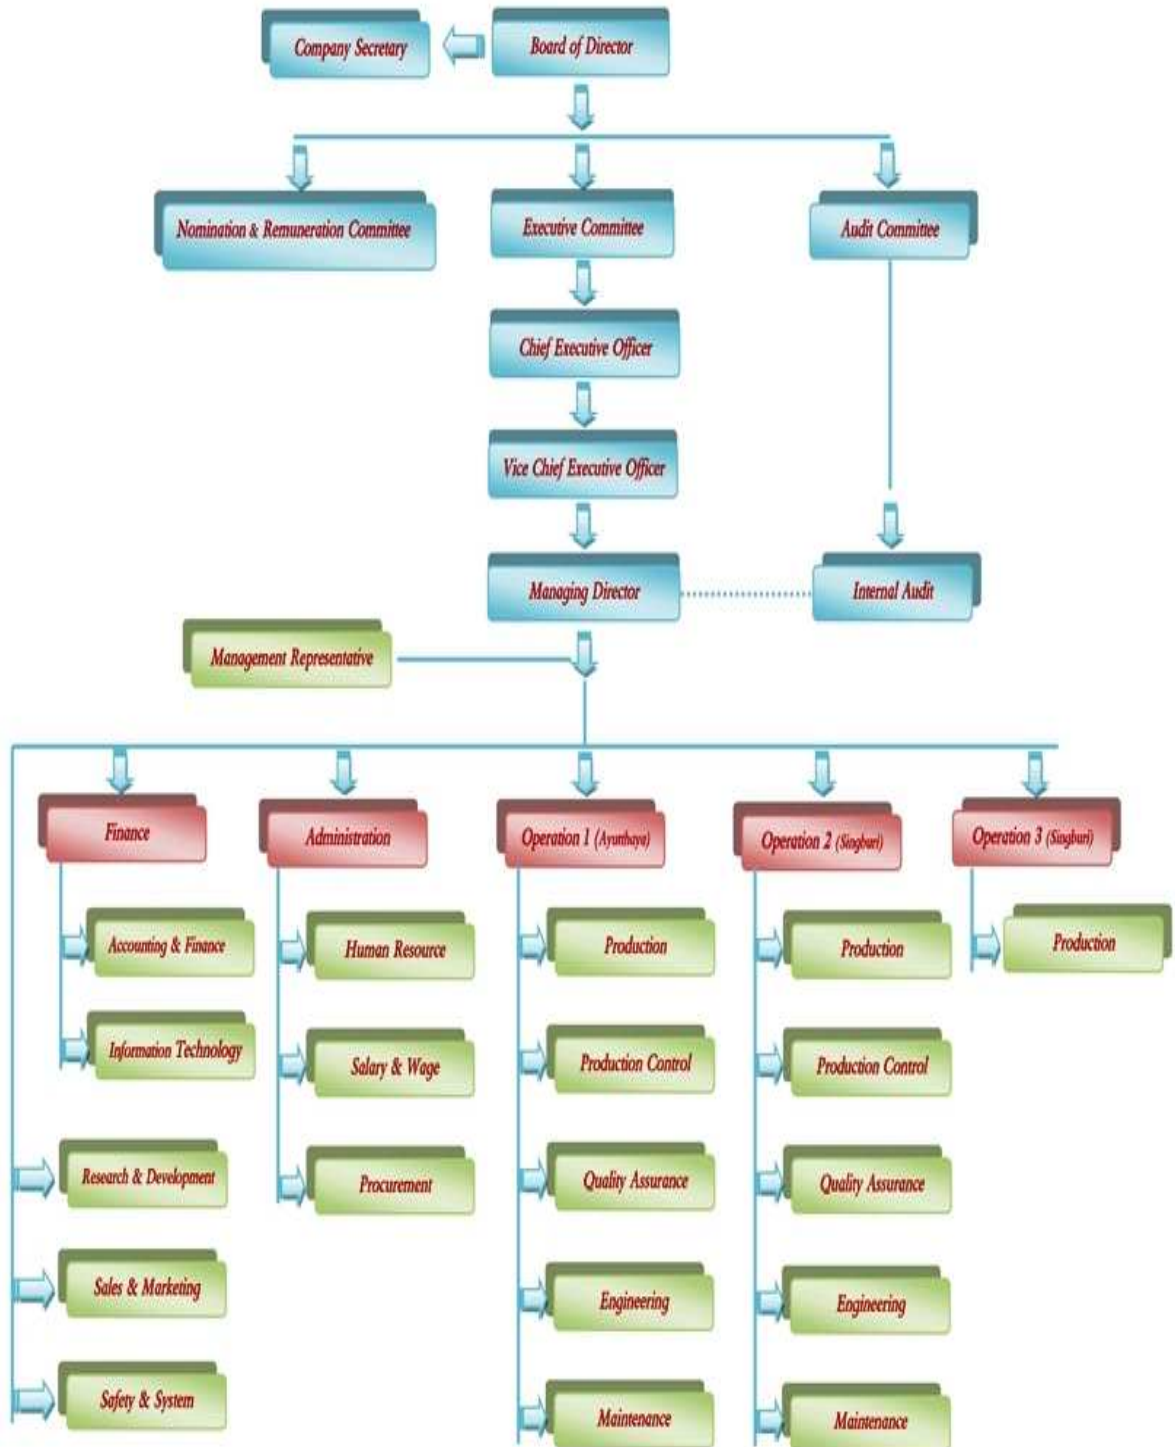 Company Secretary
Board of Director
Nomination & Remuneration Committee
Executive Committee
Audit Committee
Chief Executive Officer
Vice Chief Executive Officer
Managing Director
Internal Audit
Management Representative
Finance
Administration
Operation 1 (Ayutthaya)
Operation 2 (Singburi)
Operation 3 (Singburi)
Accounting & Finance
Human Resource
Production
Production
Production
Information Technology
Salary & Wage
Production Control
Production Control
Research & Development
Procurement
Quality Assurance
Quality Assurance
Sales & Marketing
Engineering
Engineering
Safety & System
Maintenance
Maintenance